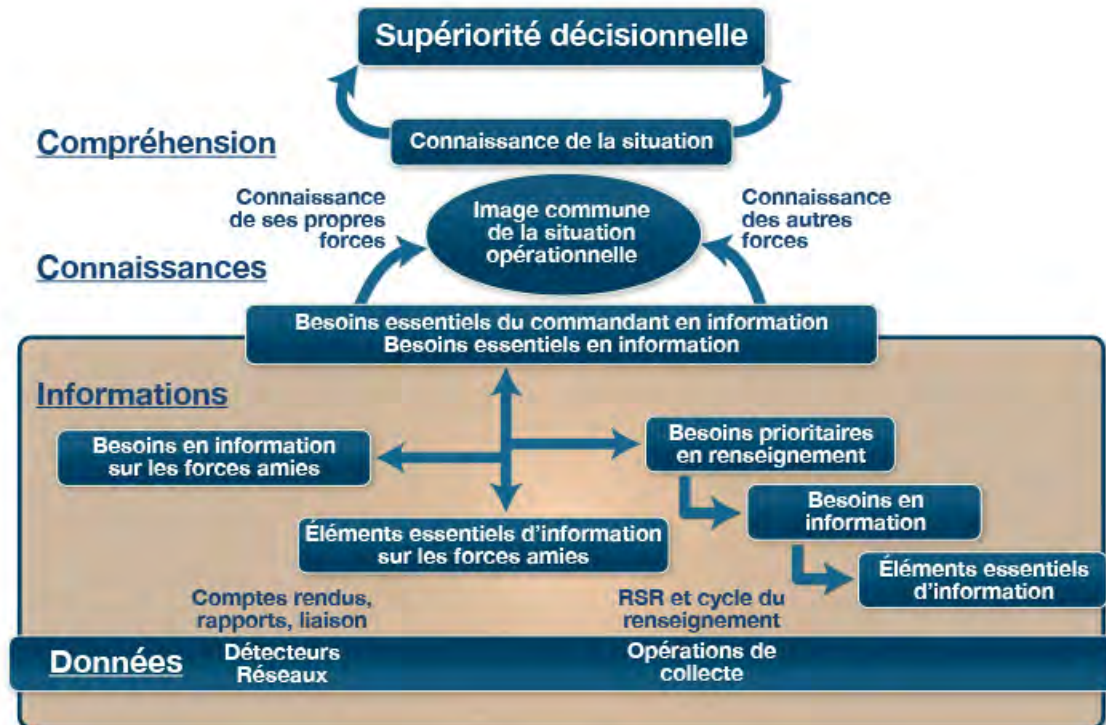 Supériorité décisionnelle
Compréhension
Connaissance de la situation
Connaissance
de ses propres
forces
Image commune
de la situation
opérationnelle
Connaissance
des autres
forces
Connaissances
Besoins essentiels du commandant en information
Besoins essentiels en information
Informations
Besoins en information
sur les forces amies
Besoins prioritaires
en renseignement
Besoins en
information
Éléments essentiels d'information
sur les forces amies
Éléments essentiels
d'information
Comptes rendus,
rapports, liaison
RSR et cycle du
renseignement
Données
Détecteurs
Réseaux
Opérations de
collecte